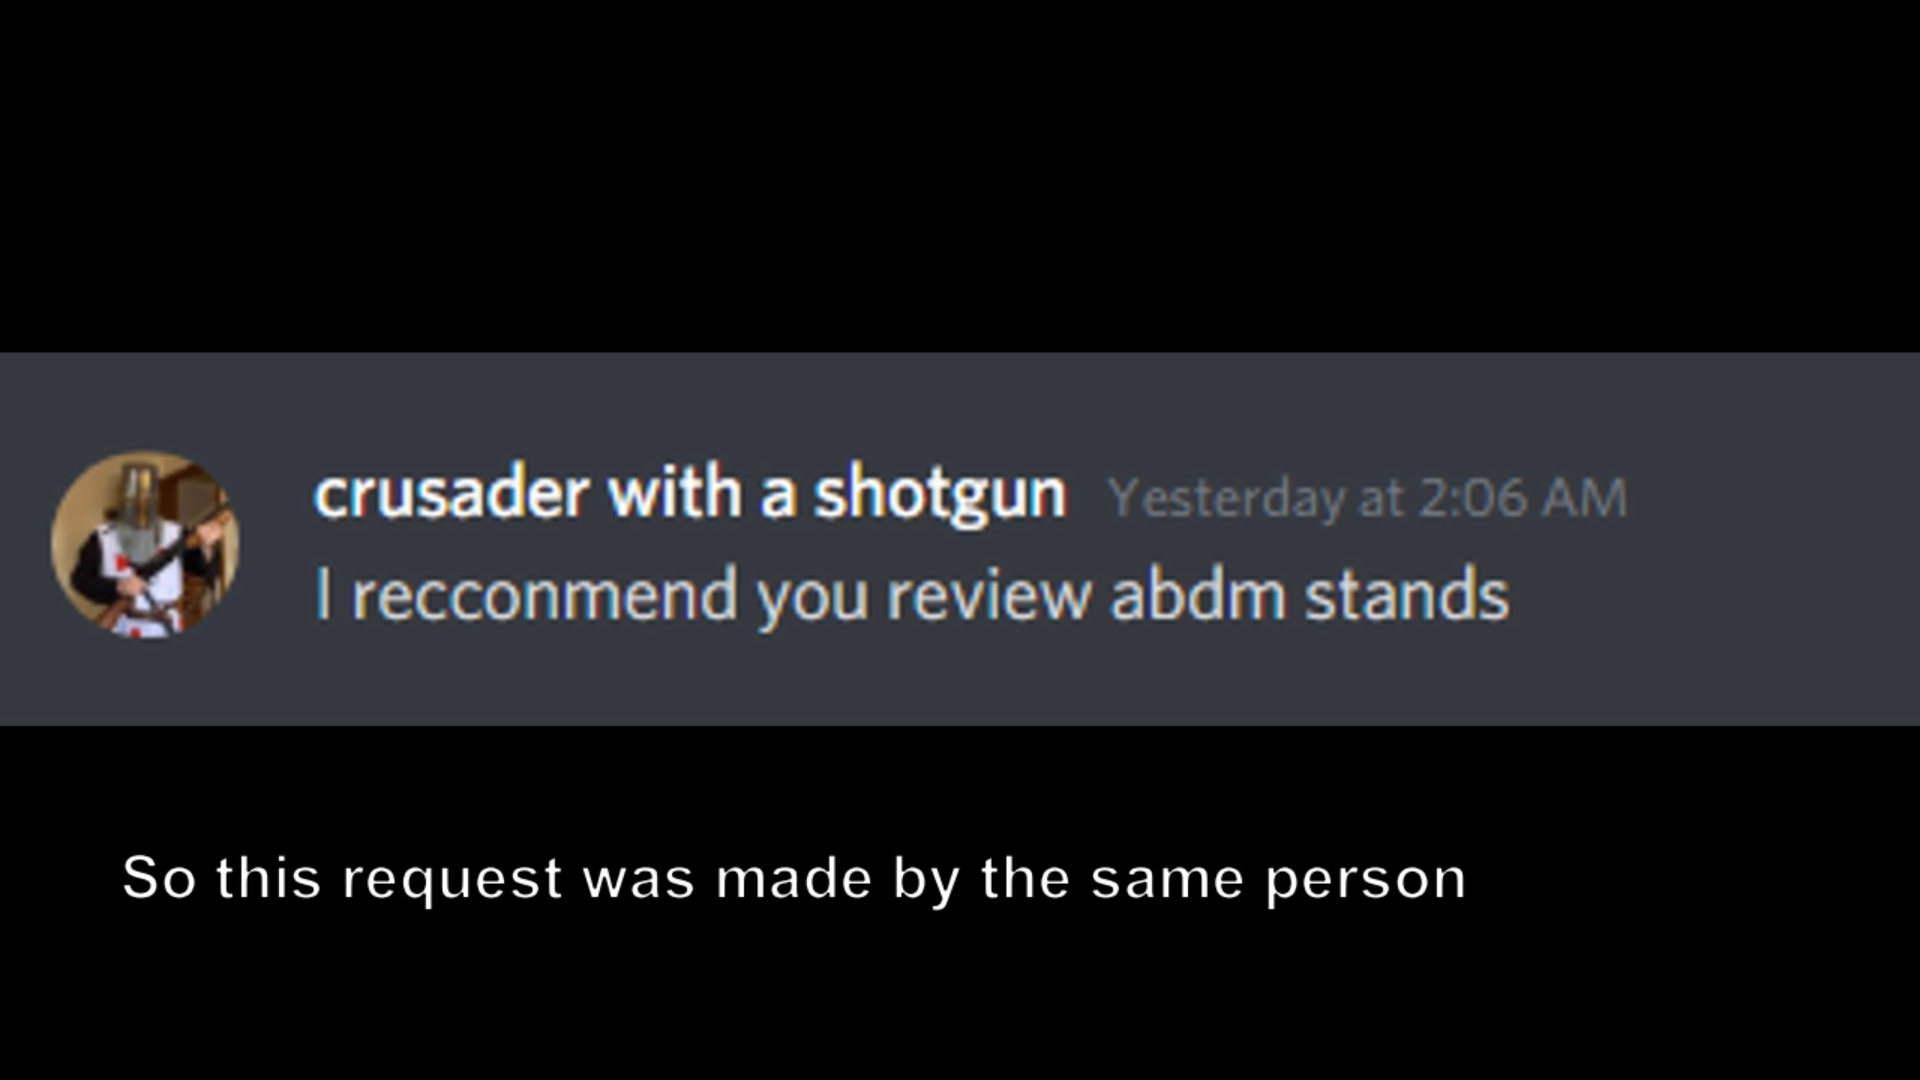 crusader with a shotgun Yesterday at 2:06 AM
I recconmend you review abdm stands
So this request was made by the same person